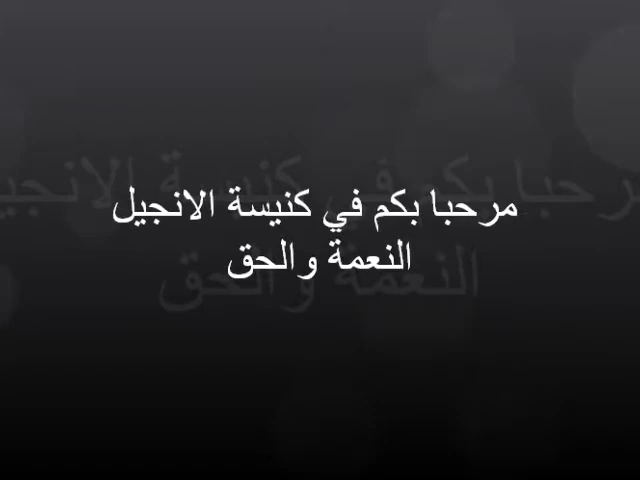 مرحبا بكم في كنيسة الانجيل
النعمة والحق